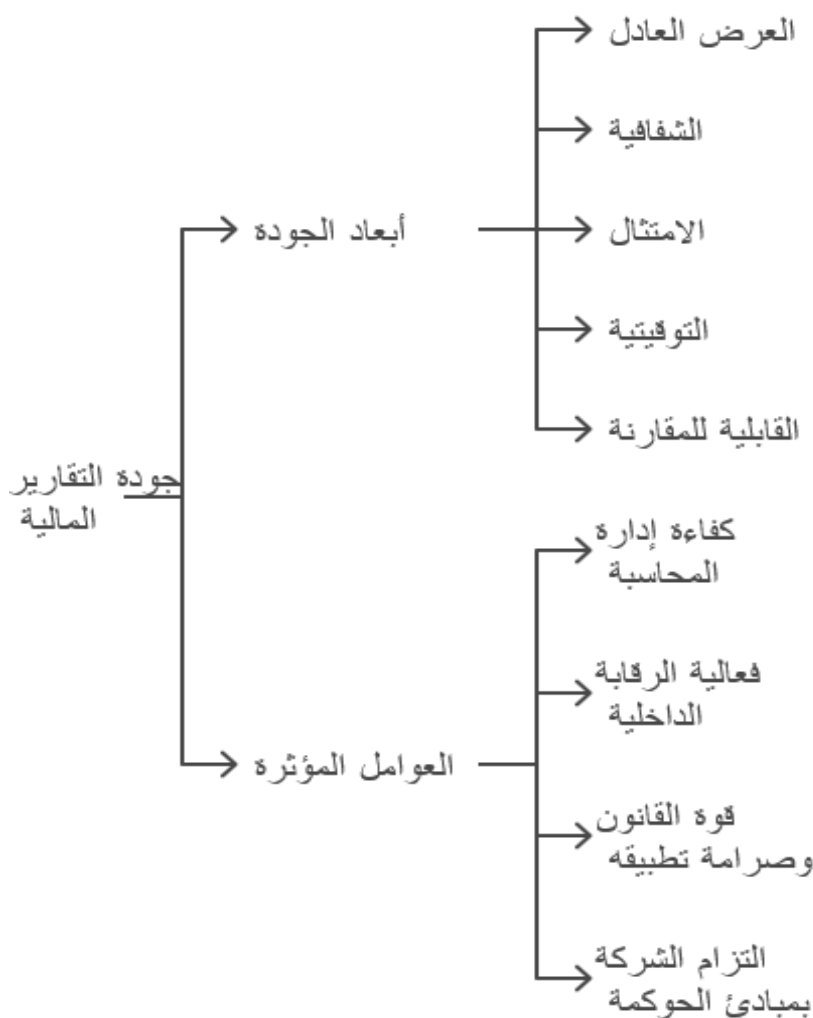 العرض العادل
الشفافية
أبعاد الجودة
الامتثال
التوقيتية
القابلية للمقارنة
جودة التقارير
المالية
كفاءة إدارة
المحاسبة
فعالية الرقابة
الداخلية
العوامل المؤثرة
قوة القانون
وصرامة تطبيقه
التزام الشركة
بمبادئ الحوكمة